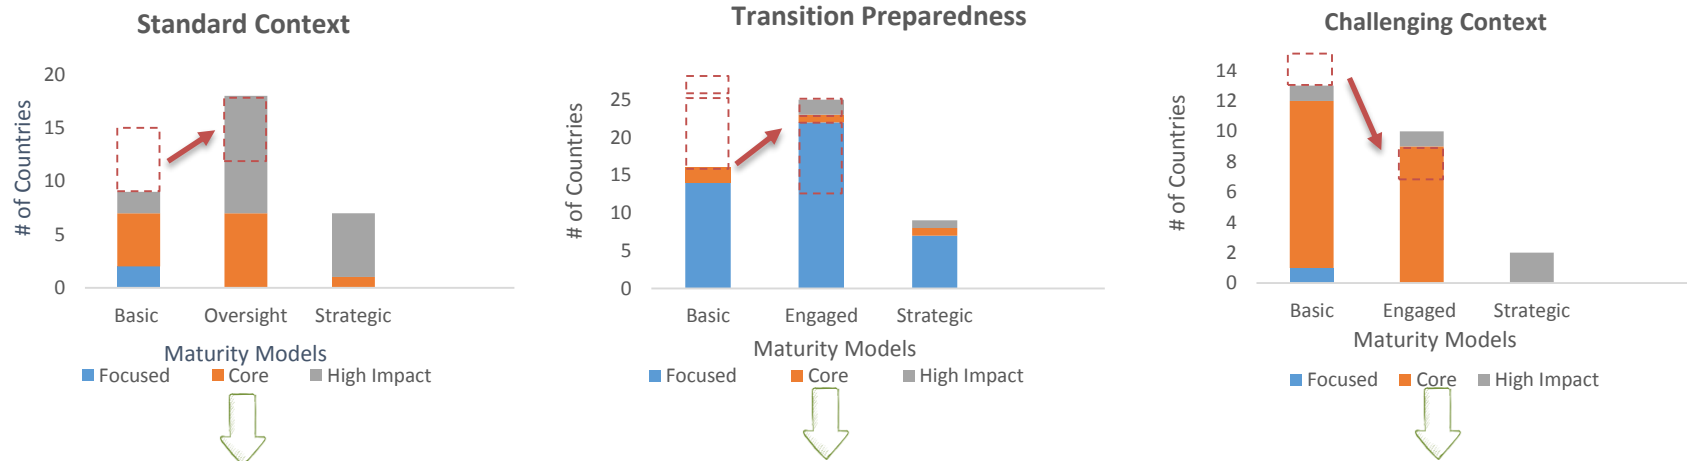 Standard Context
# of Countries
20
15
10
5
0
Basic Oversight Strategic
Maturity Models
Focused Core High Impact
Transition Preparedness
# of Countries
25
20
15
10
5
0
Basic Engaged Strategic
Maturity Models
Focused Core High Impact
Challenging Context
# of Countries
14
12
10
8
6
4
2
0
Basic Engaged Strategic
Maturity Models
Focused Core High Impact